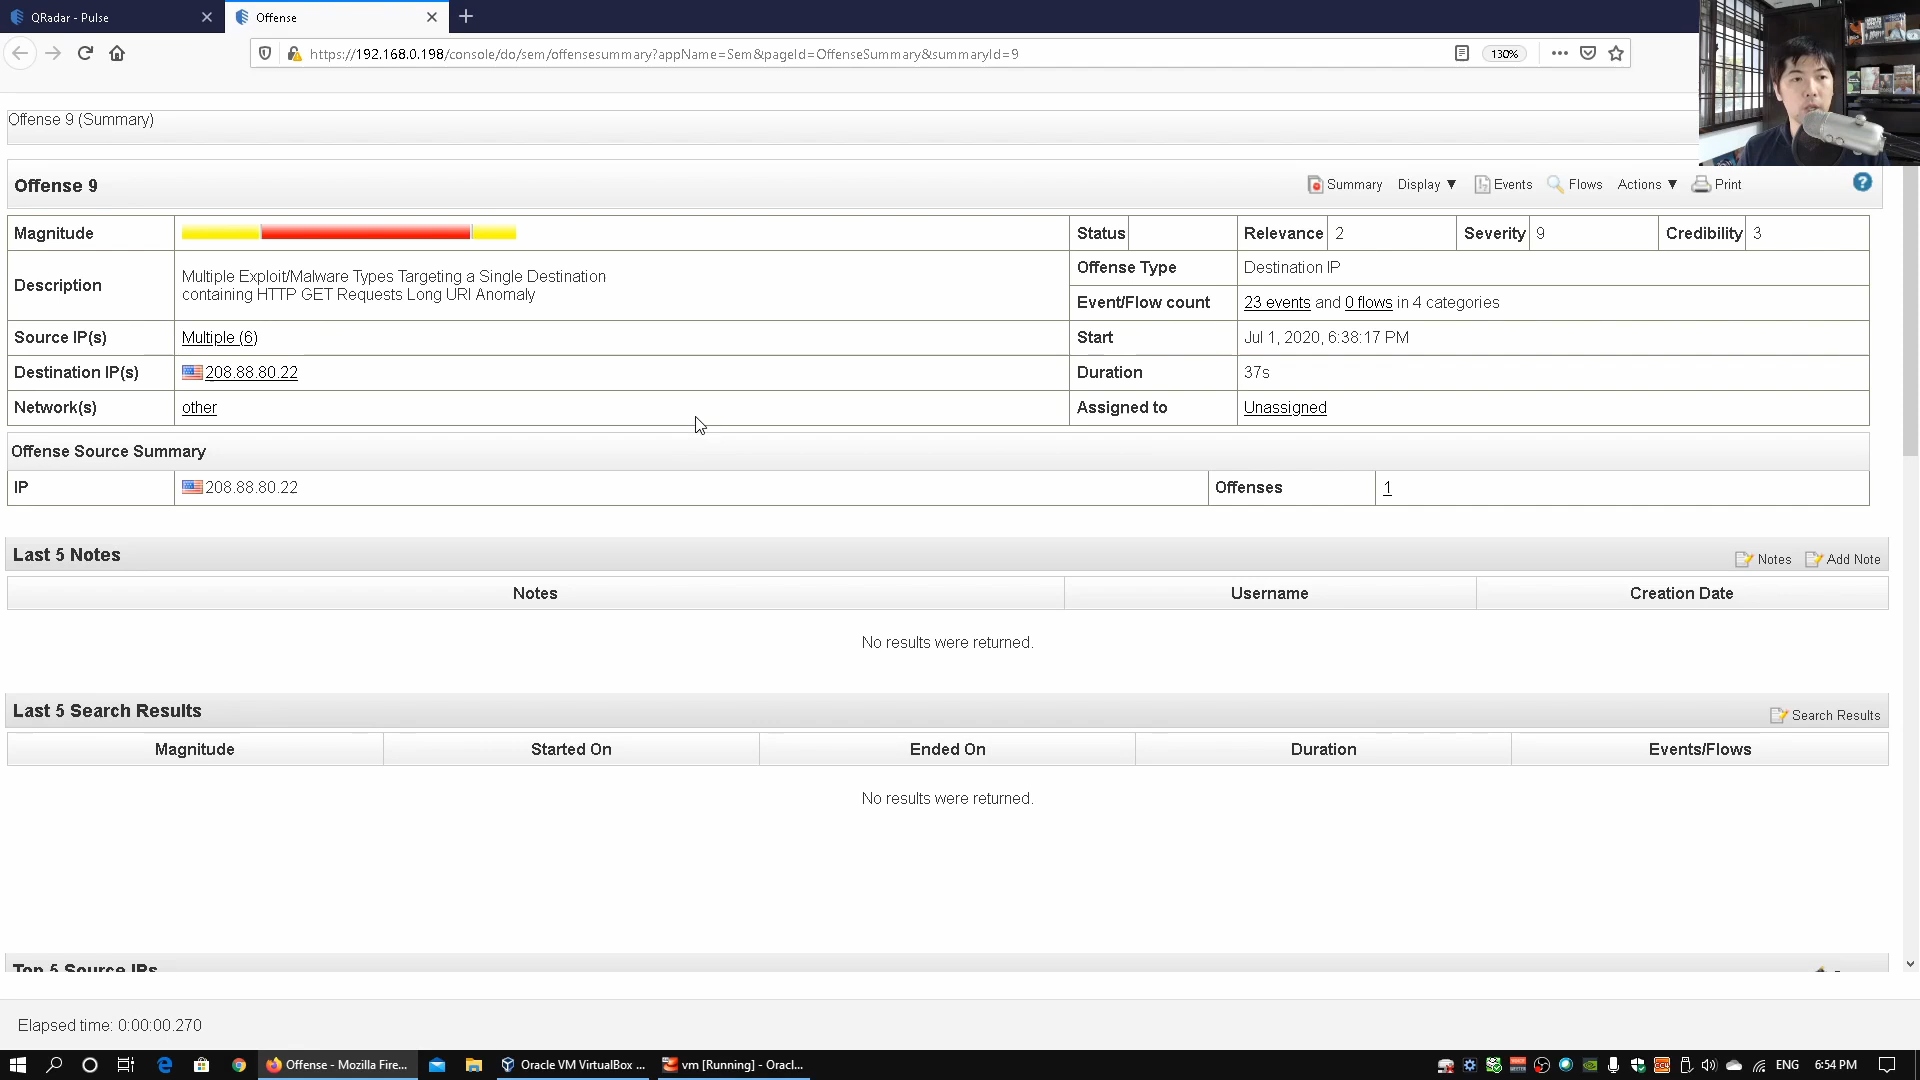 QRadar - Pulse
Offense
https://192.168.0.198/console/do/sem/offensesummary?appName=Sem&pageId=OffenseSummary&summaryId=9
130%
Offense 9 (Summary)
Offense 9
Summary Display ▼ Events Flows Actions ▼ Print
Magnitude
Status
Relevance 2
Severity 9
Credibility 3
Description
Multiple Exploit/Malware Types Targeting a Single Destination
containing HTTP GET Requests Long URI Anomaly
Offense Type
Destination IP
Event/Flow count
23 events and 0 flows in 4 categories
Source IP(s)
Multiple (6)
Start
Jul 1, 2020, 6:38:17 PM
Destination IP(s)
208.88.80.22
Duration
37s
Network(s)
other
Assigned to
Unassigned
Offense Source Summary
IP
208.88.80.22
Offenses
1
Last 5 Notes
Notes Add Note
Notes
Username
Creation Date
No results were returned.
Last 5 Search Results
Search Results
Magnitude
Started On
Ended On
Duration
Events/Flows
No results were returned.
Top 5 Source IPs
Elapsed time: 0:00:00.270
Offense - Mozilla Fire...
Oracle VM VirtualBox ...
vm [Running] - Oracl...
ENG
6:54 PM